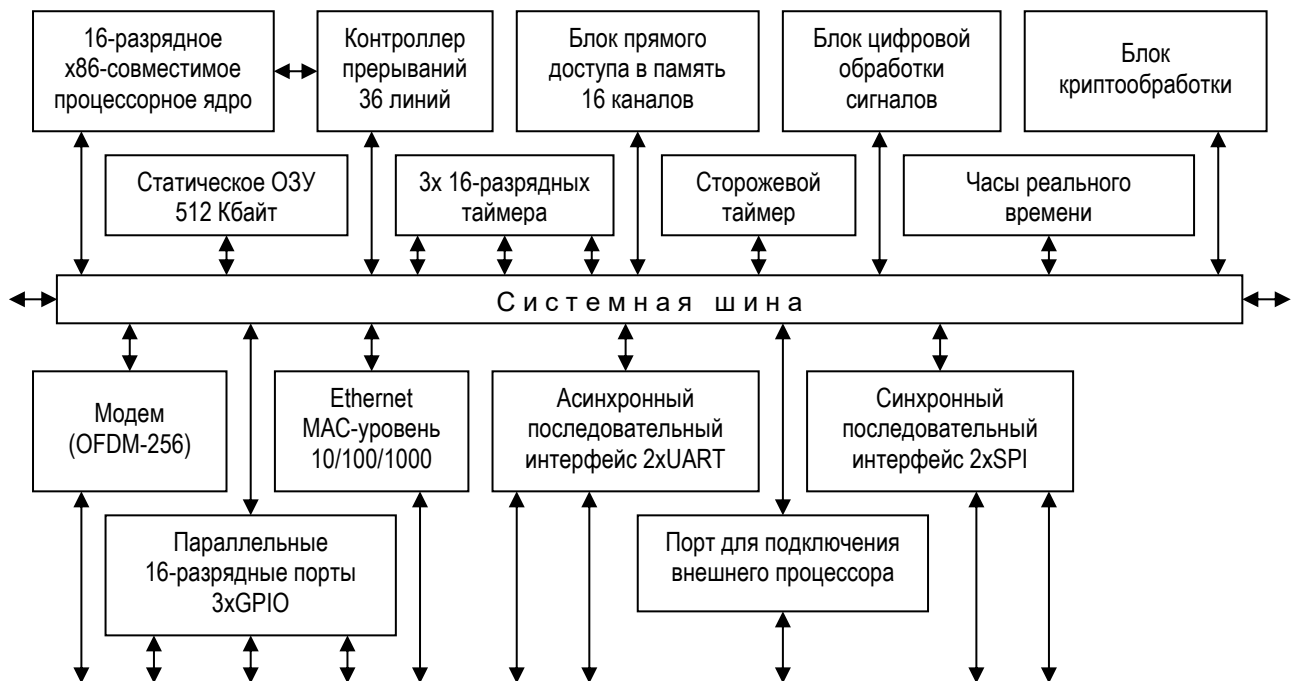 16-разрядное
x86-совместимое
процессорное ядро
Контроллер
прерываний
36 линий
Блок прямого
доступа в память
16 каналов
Блок цифровой
обработки
сигналов
Блок
криптообработки
Статическое ОЗУ
512 Кбайт
3x 16-разрядных
таймера
Сторожевой
таймер
Часы реального
времени
Системная шина
Модем
(OFDM-256)
Ethernet
MAC-уровень
10/100/1000
Асинхронный
последовательный
интерфейс 2xUART
Синхронный
последовательный
интерфейс 2xSPI
Параллельные
16-разрядные порты
3xGPIO
Порт для подключения
внешнего процессора